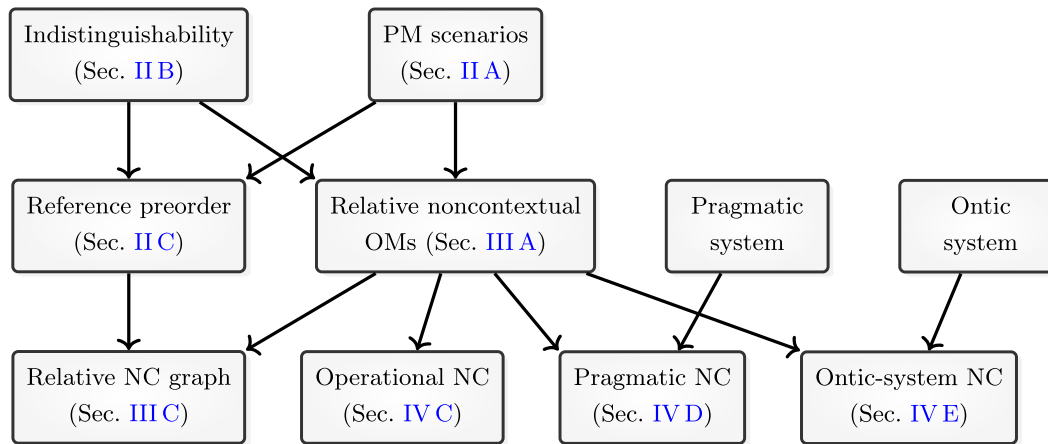 Indistinguishability
(Sec. II B)
PM scenarios
(Sec. II A)
Reference preorder
(Sec. II C)
Relative noncontextual
OMs (Sec. III A)
Pragmatic
system
Ontic
system
Relative NC graph
(Sec. III C)
Operational NC
(Sec. IV C)
Pragmatic NC
(Sec. IV D)
Ontic-system NC
(Sec. IV E)